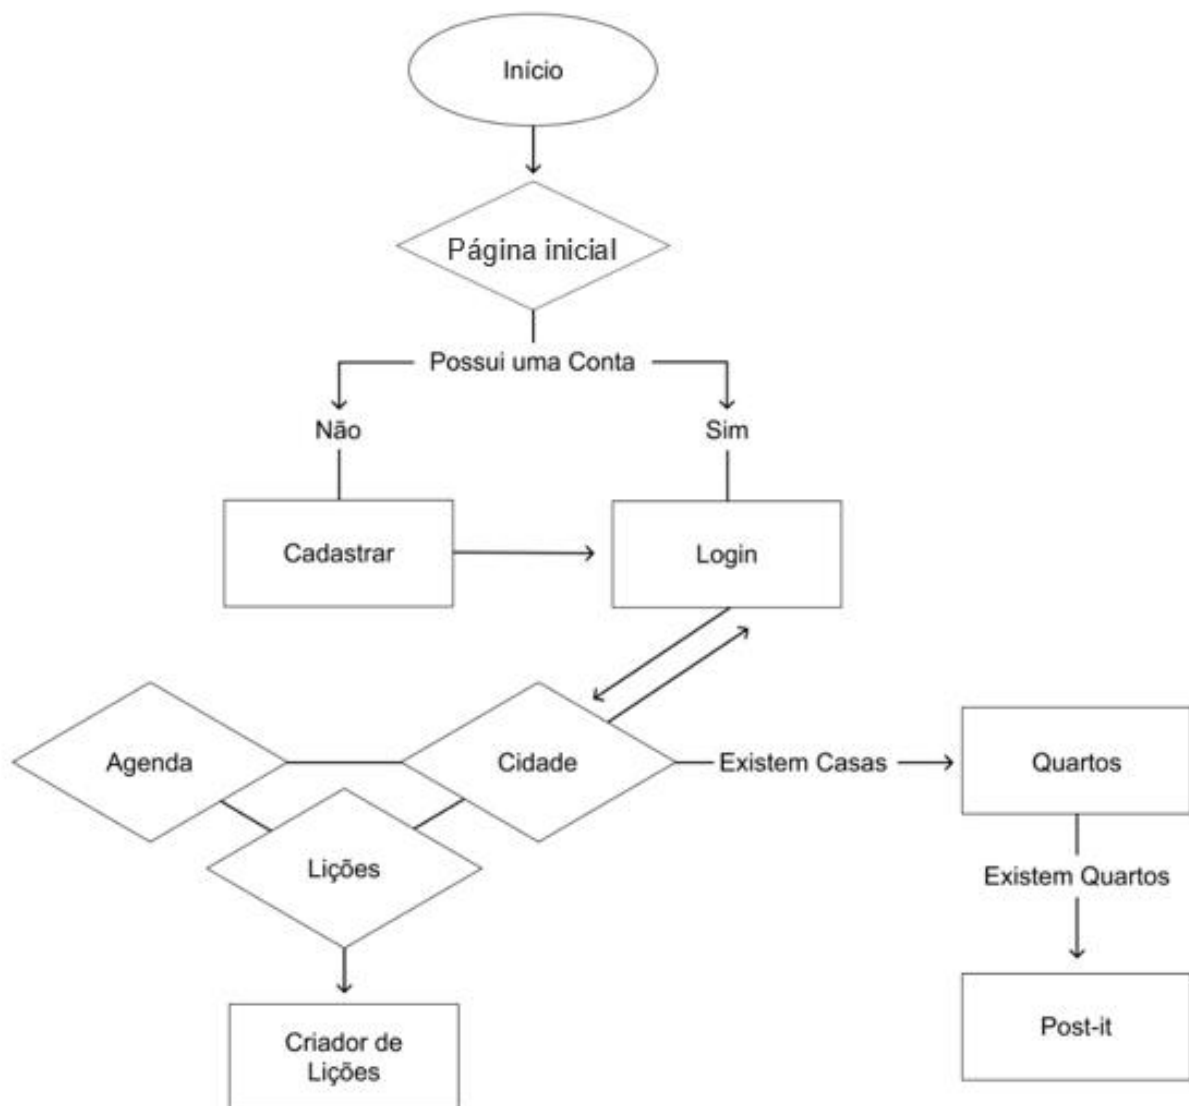 Início
Página inicial
Possui uma Conta
Não
Sim
Cadastrar
Login
Agenda
Cidade
Existem Casas
Quartos
Lições
Existem Quartos
Criador de
Lições
Post-it